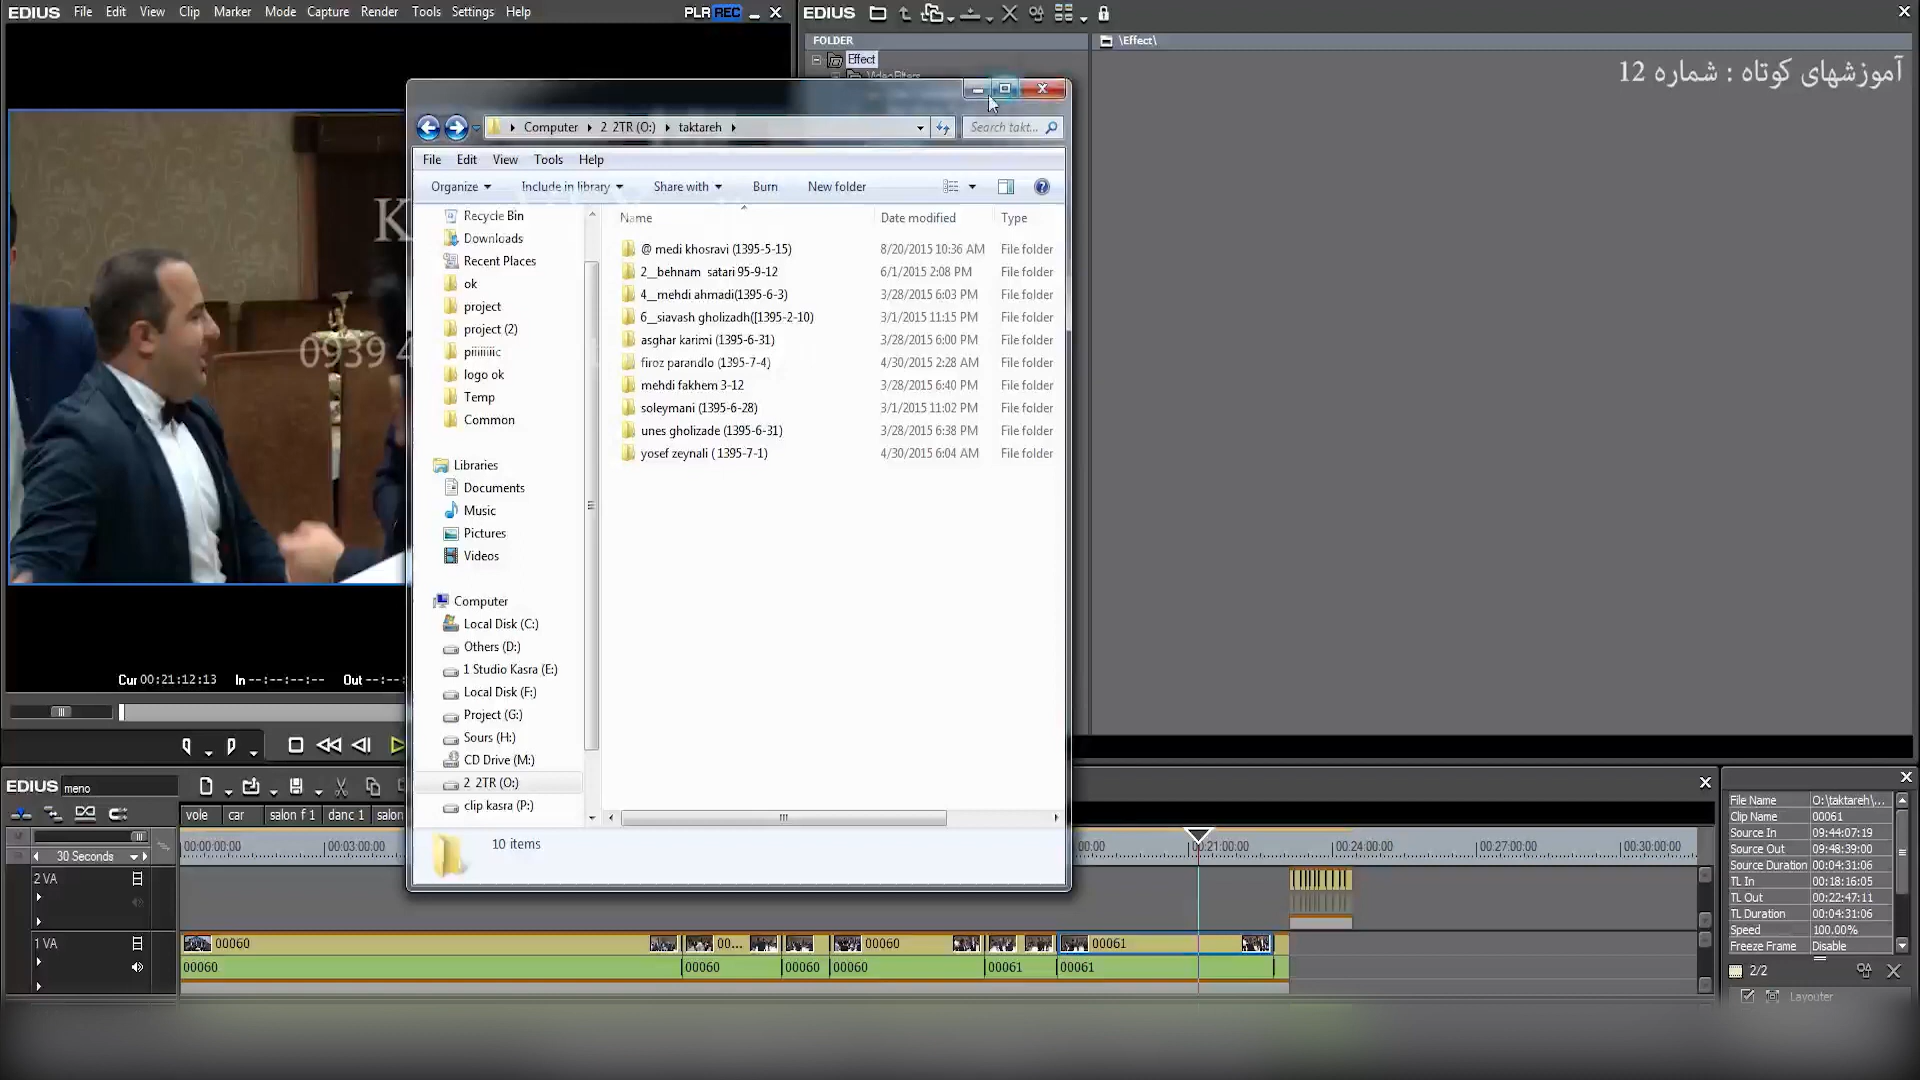 EDIUS File Edit View Clip Marker Mode Capture Render Tools Settings Help PLR REC
EDIUS
FOLDER
Effect
VideoFilters
\Effect\
آموزشهای کوتاه : شماره 12
Computer 2 2TR (O:) taktareh
Search takt...
File Edit View Tools Help
Organize Include in library Share with Burn New folder
Recycle Bin
Downloads
Recent Places
ok
project
project (2)
logo ok
Temp
Common
Libraries
Documents
Music
Pictures
Videos
Computer
Local Disk (C:)
Others (D:)
1 Studio Kasra (E:)
Local Disk (F:)
Project (G:)
Sours (H:)
CD Drive (M:)
2 2TR (O:)
clip kasra (P:)
Name Date modified Type
@ medi khosravi (1395-5-15) 8/20/2015 10:36 AM File folder
2__behnam satari 95-9-12 6/1/2015 2:08 PM File folder
4__mehdi ahmadi(1395-6-3) 3/28/2015 6:03 PM File folder
6__siavash gholizadh([1395-2-10) 3/1/2015 11:15 PM File folder
asghar karimi (1395-6-31) 3/28/2015 6:00 PM File folder
firoz parandlo (1395-7-4) 4/30/2015 2:28 AM File folder
mehdi fakhem 3-12 3/28/2015 6:40 PM File folder
soleymani (1395-6-28) 3/1/2015 11:02 PM File folder
unes gholizade (1395-6-31) 3/28/2015 6:38 PM File folder
yosef zeynali ( 1395-7-1) 4/30/2015 6:04 AM File folder
10 items
K
0939 4
Cur 00:21:12:13 In --:--:--:-- Out --:--:
EDIUS meno
vole car salon f 1 danc 1 salon
30 Seconds 00:00:00:00 00:03:00:00 00:00 00:21:00:00 00:24:00:00 00:27:00:00 00:30:00:00
2 VA
1 VA
00060 00... 00060 00061
00060 00060 00060 00060 00061 00061
File Name O:\taktareh\...
Clip Name 00061
Source In 09:44:07:19
Source Out 09:48:39:00
Source Duration 00:04:31:06
TL In 00:18:16:05
TL Out 00:22:47:11
TL Duration 00:04:31:06
Speed 100.00%
Freeze Frame Disable
2/2
Layouter